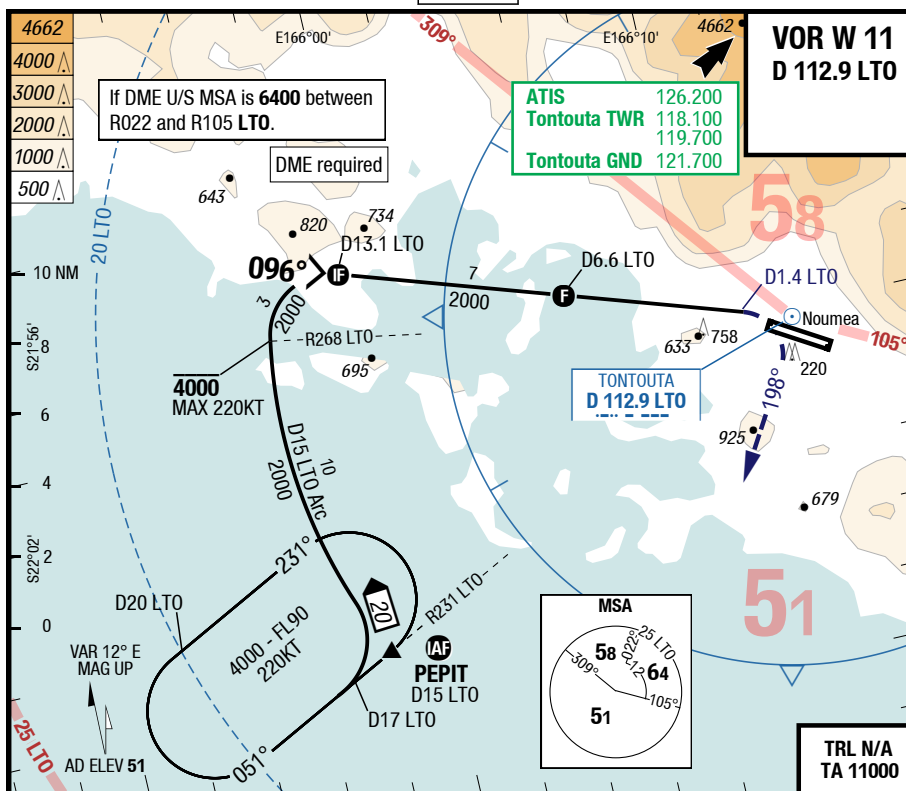 4662
4000
3000
2000
1000
500
E166°00'
309°
E166°10'
4662
VOR W 11
D 112.9 LTO
If DME U/S MSA is 6400 between
R022 and R105 LTO.
DME required
ATIS 126.200
Tontouta TWR 118.100
119.700
Tontouta GND 121.700
58
20 LTO
643
820
734
D13.1 LTO
10 NM
096°
IF
7
2000
D6.6 LTO
F
D1.4 LTO
Noumea
105°
3
2000
R268 LTO
8
S21°56'
695
633
758
220
4000
MAX 220KT
TONTOUTA
D 112.9 LTO
198°
6
925
D15 LTO Arc
10
2000
4
679
S22°02'
2
231°
51
D20 LTO
20
R231 LTO
0
4000 - FL90
220KT
IAF
PEPIT
D15 LTO
MSA
58
022°
25 LTO
12
64
309°
105°
51
VAR 12° E
MAG UP
D17 LTO
25 LTO
AD ELEV 51
051°
TRL N/A
TA 11000